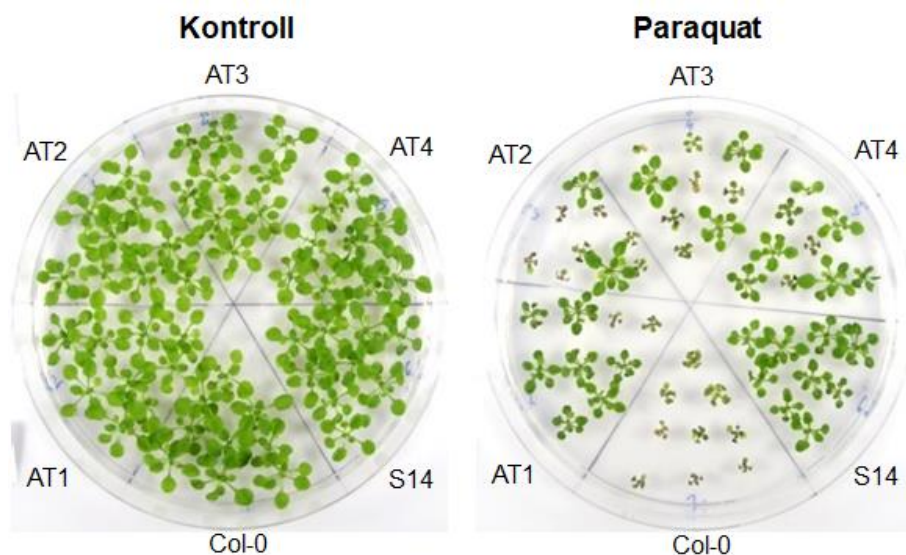 Kontroll
AT3
AT2
AT4
AT1
S14
Col-0
Paraquat
AT3
AT2
AT4
AT1
S14
Col-0